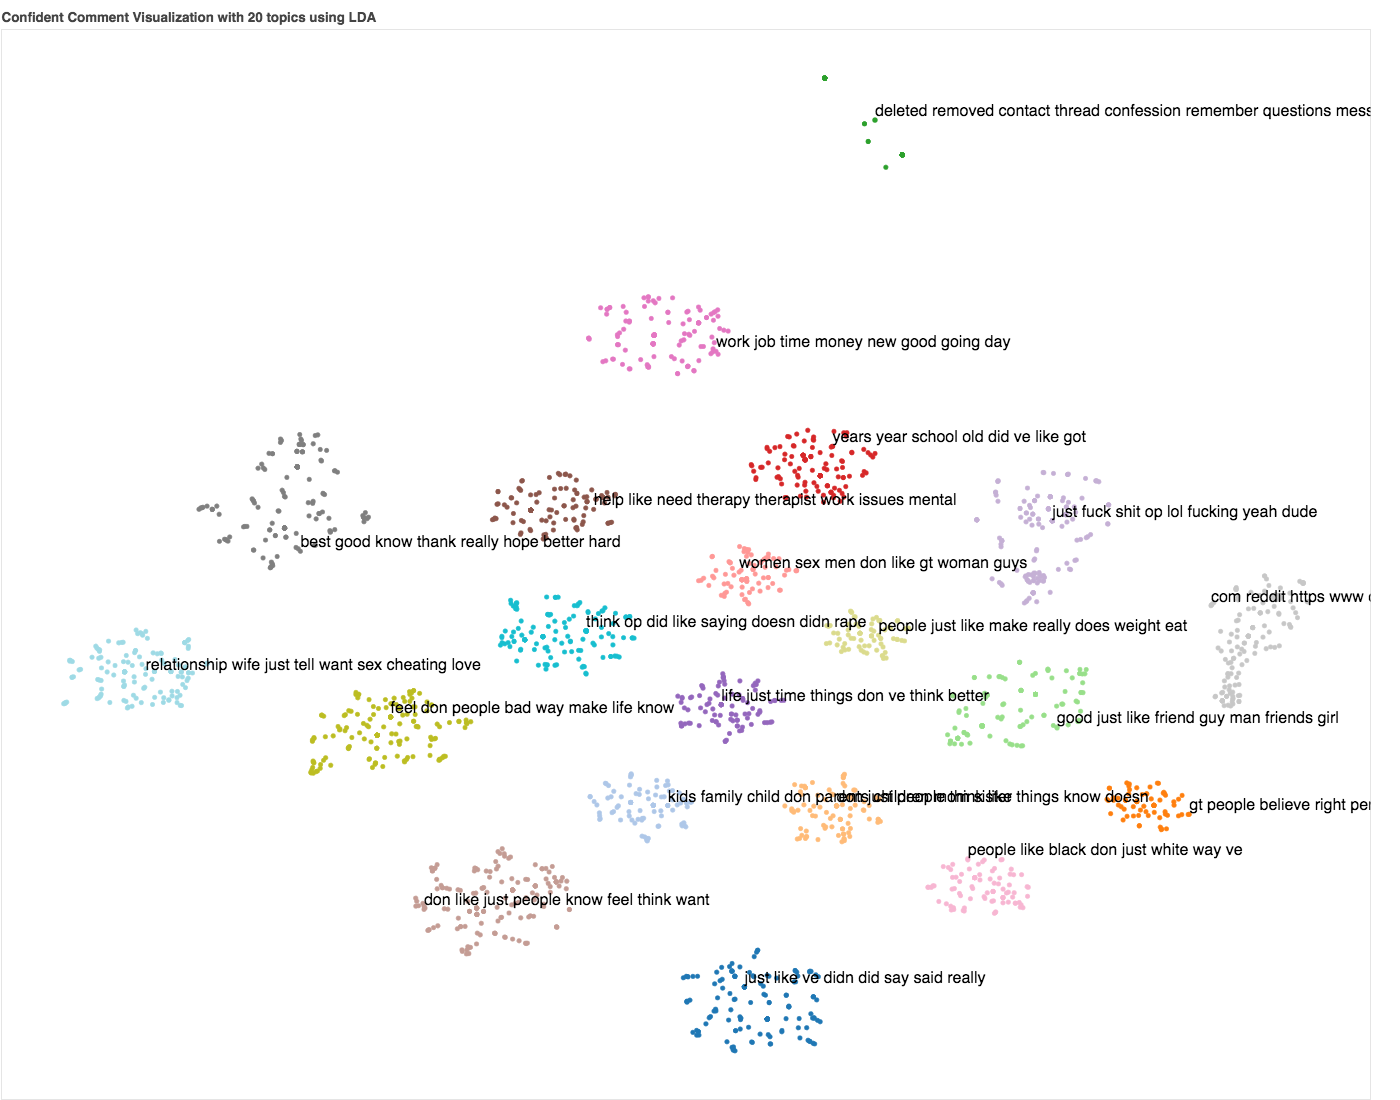 Confident Comment Visualization with 20 topics using LDA
deleted removed contact thread confession remember questions mess
work job time money new good going day
years year school old did ve like got
help like need therapy therapist work issues mental
just fuck shit op lol fucking yeah dude
best good know thank really hope better hard
women sex men don like gt woman guys
com reddit https www
think op did like saying doesn didn rape
people just like make really does weight eat
relationship wife just tell want sex cheating love
life just time things don ve think better
feel don people bad way make life know
good just like friend guy man friends girl
kids family child don parents children mom sister
don just people think like things know doesn
gt people believe right
people like black don just white way ve
don like just people know feel think want
just like ve didn did say said really